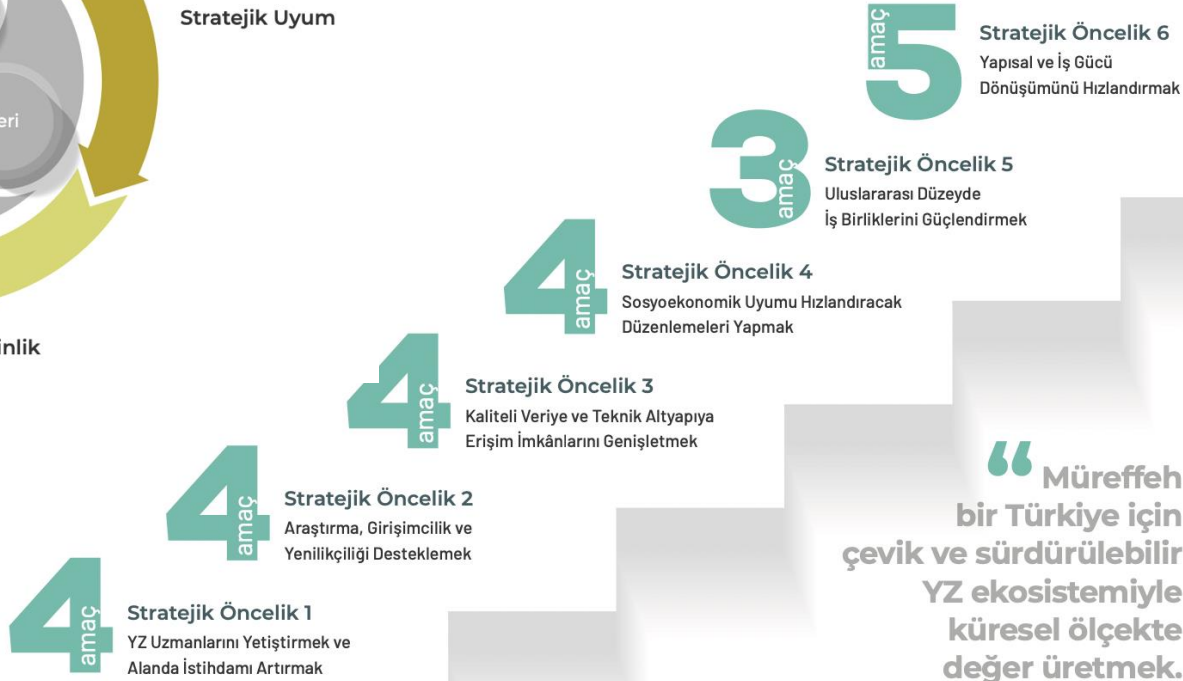 Stratejik Uyum
eri
inlik
5 amaç
Stratejik Öncelik 6
Yapısal ve İş Gücü
Dönüşümünü Hızlandırmak
3 amaç
Stratejik Öncelik 5
Uluslararası Düzeyde
İş Birliklerini Güçlendirmek
4 amaç
Stratejik Öncelik 4
Sosyoekonomik Uyumu Hızlandıracak
Düzenlemeleri Yapmak
4 amaç
Stratejik Öncelik 3
Kaliteli Veriye ve Teknik Altyapıya
Erişim İmkânlarını Genişletmek
4 amaç
Stratejik Öncelik 2
Araştırma, Girişimcilik ve
Yenilikçiliği Desteklemek
4 amaç
Stratejik Öncelik 1
YZ Uzmanlarını Yetiştirmek ve
Alanda İstihdamı Artırmak
“ Müreffeh
bir Türkiye için
çevik ve sürdürülebilir
YZ ekosistemiyle
küresel ölçekte
değer üretmek.